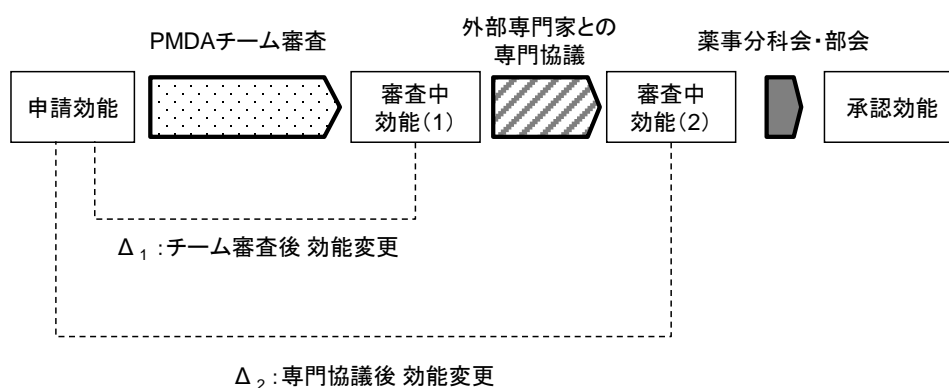 PMDAチーム審査
外部専門家との
専門協議
薬事分科会・部会
申請効能
審査中
効能(1)
審査中
効能(2)
承認効能
Δ 1 :チーム審査後 効能変更
Δ 2 :専門協議後 効能変更